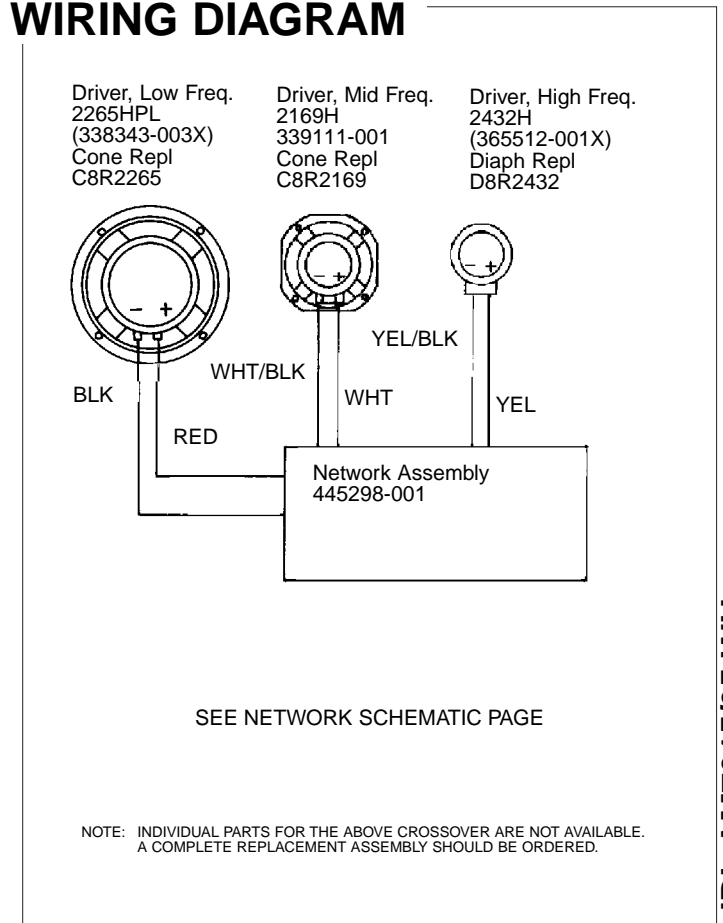 WIRING DIAGRAM
Driver, Low Freq.
2265HPL
(338343-003X)
Cone Repl
C8R2265
Driver, Mid Freq.
2169H
339111-001
Cone Repl
C8R2169
Driver, High Freq.
2432H
(365512-001X)
Diaph Repl
D8R2432
− +
− +
− +
YEL/BLK
WHT/BLK
BLK
WHT
YEL
RED
Network Assembly
445298-001
SEE NETWORK SCHEMATIC PAGE
NOTE: INDIVIDUAL PARTS FOR THE ABOVE CROSSOVER ARE NOT AVAILABLE.
A COMPLETE REPLACEMENT ASSEMBLY SHOULD BE ORDERED.